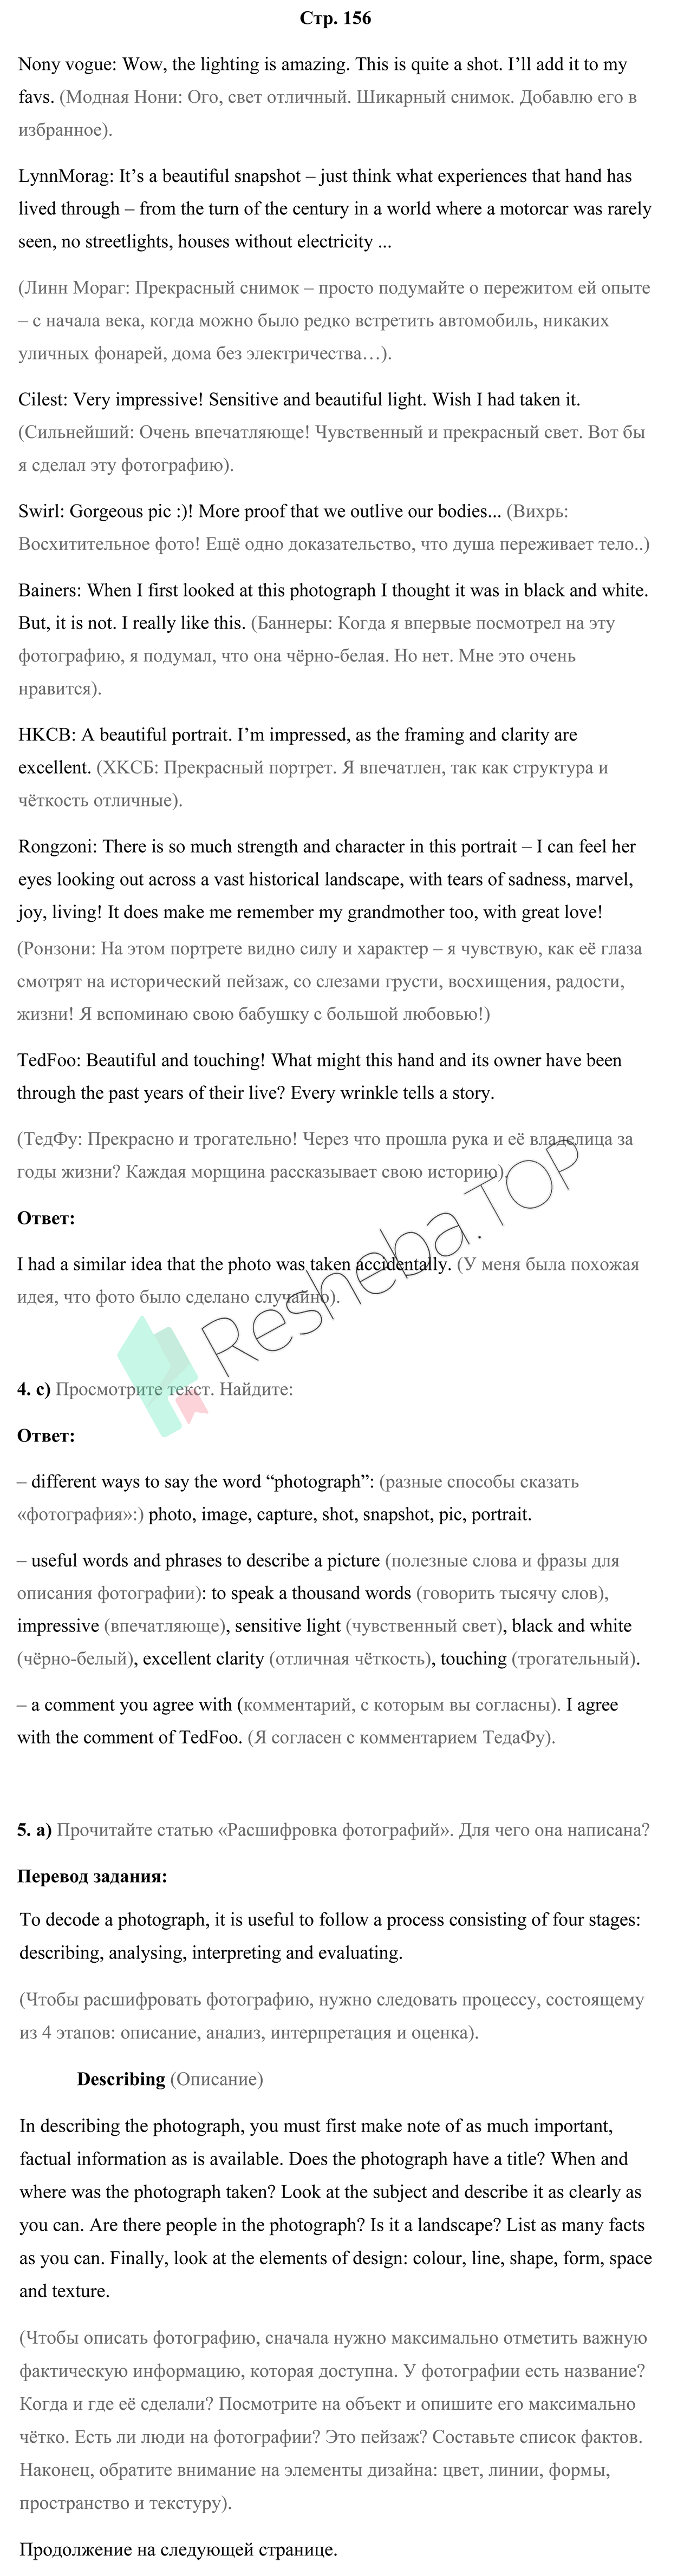 Стр. 156
Nony vogue: Wow, the lighting is amazing. This is quite a shot. I’ll add it to my
favs. (Модная Нони: Ого, свет отличный. Шикарный снимок. Добавлю его в
избранное).
LynnMorag: It’s a beautiful snapshot – just think what experiences that hand has
lived through – from the turn of the century in a world where a motorcar was rarely
seen, no streetlights, houses without electricity ...
(Линн Мораг: Прекрасный снимок – просто подумайте о пережитом ей опыте
– с начала века, когда можно было редко встретить автомобиль, никаких
уличных фонарей, дома без электричества…).
Cilest: Very impressive! Sensitive and beautiful light. Wish I had taken it.
(Сильнейший: Очень впечатляюще! Чувственный и прекрасный свет. Вот бы
я сделал эту фотографию).
Swirl: Gorgeous pic :)! More proof that we outlive our bodies... (Вихрь:
Восхитительное фото! Ещё одно доказательство, что душа переживает тело..)
Bainers: When I first looked at this photograph I thought it was in black and white.
But, it is not. I really like this. (Баннеры: Когда я впервые посмотрел на эту
фотографию, я подумал, что она чёрно-белая. Но нет. Мне это очень
нравится).
HKCB: A beautiful portrait. I’m impressed, as the framing and clarity are
excellent. (ХКСБ: Прекрасный портрет. Я впечатлен, так как структура и
чёткость отличные).
Rongzoni: There is so much strength and character in this portrait – I can feel her
eyes looking out across a vast historical landscape, with tears of sadness, marvel,
joy, living! It does make me remember my grandmother too, with great love!
(Ронзони: На этом портрете видно силу и характер – я чувствую, как её глаза
смотрят на исторический пейзаж, со слезами грусти, восхищения, радости,
жизни! Я вспоминаю свою бабушку с большой любовью!)
TedFoo: Beautiful and touching! What might this hand and its owner have been
through the past years of their live? Every wrinkle tells a story.
(ТедФу: Прекрасно и трогательно! Через что прошла рука и её владелица за
годы жизни? Каждая морщина рассказывает свою историю).
Ответ:
I had a similar idea that the photo was taken accidentally. (У меня была похожая
идея, что фото было сделано случайно).
Resheba.TOP
4. c) Просмотрите текст. Найдите:
Ответ:
– different ways to say the word “photograph”: (разные способы сказать
«фотография»:) photo, image, capture, shot, snapshot, pic, portrait.
– useful words and phrases to describe a picture (полезные слова и фразы для
описания фотографии): to speak a thousand words (говорить тысячу слов),
impressive (впечатляюще), sensitive light (чувственный свет), black and white
(чёрно-белый), excellent clarity (отличная чёткость), touching (трогательный).
– a comment you agree with (комментарий, с которым вы согласны). I agree
with the comment of TedFoo. (Я согласен с комментарием ТедаФу).
5. a) Прочитайте статью «Расшифровка фотографий». Для чего она написана?
Перевод задания:
To decode a photograph, it is useful to follow a process consisting of four stages:
describing, analysing, interpreting and evaluating.
(Чтобы расшифровать фотографию, нужно следовать процессу, состоящему
из 4 этапов: описание, анализ, интерпретация и оценка).
Describing (Описание)
In describing the photograph, you must first make note of as much important,
factual information as is available. Does the photograph have a title? When and
where was the photograph taken? Look at the subject and describe it as clearly as
you can. Are there people in the photograph? Is it a landscape? List as many facts
as you can. Finally, look at the elements of design: colour, line, shape, form, space
and texture.
(Чтобы описать фотографию, сначала нужно максимально отметить важную
фактическую информацию, которая доступна. У фотографии есть название?
Когда и где её сделали? Посмотрите на объект и опишите его максимально
чётко. Есть ли люди на фотографии? Это пейзаж? Составьте список фактов.
Наконец, обратите внимание на элементы дизайна: цвет, линии, формы,
пространство и текстуру).
Продолжение на следующей странице.